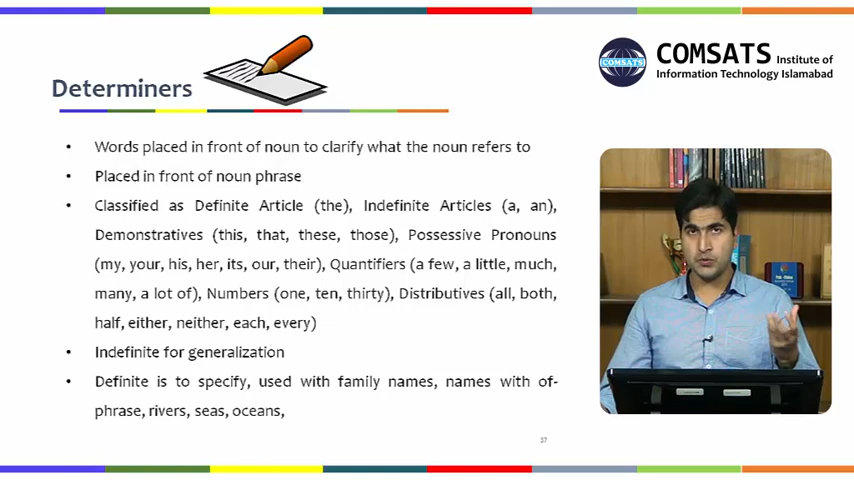 COMSATS Institute of
Information Technology Islamabad
COMSATS
Determiners
• Words placed in front of noun to clarify what the noun refers to
• Placed in front of noun phrase
• Classified as Definite Article (the), Indefinite Articles (a, an),
Demonstratives (this, that, these, those), Possessive Pronouns
(my, your, his, her, its, our, their), Quantifiers (a few, a little, much,
many, a lot of), Numbers (one, ten, thirty), Distributives (all, both,
half, either, neither, each, every)
• Indefinite for generalization
• Definite is to specify, used with family names, names with of-
phrase, rivers, seas, oceans,
37